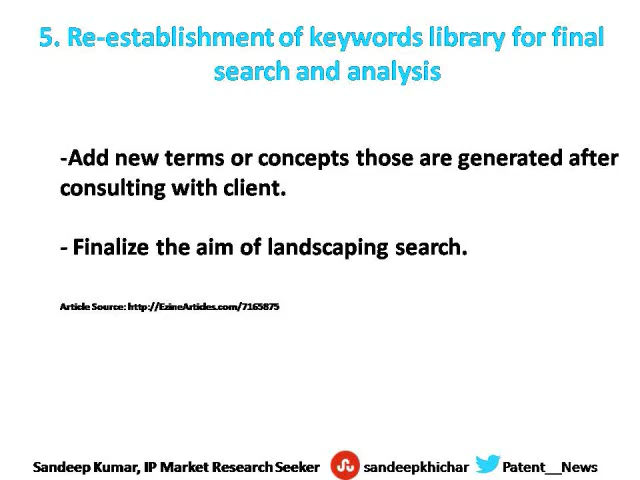 5. Re-establishment of keywords library for final
search and analysis
-Add new terms or concepts those are generated after
consulting with client.
- Finalize the aim of landscaping search.
Article Source: http://EzineArticles.com/7165875
Sandeep Kumar, IP Market Research Seeker sandeepkhichar Patent__News